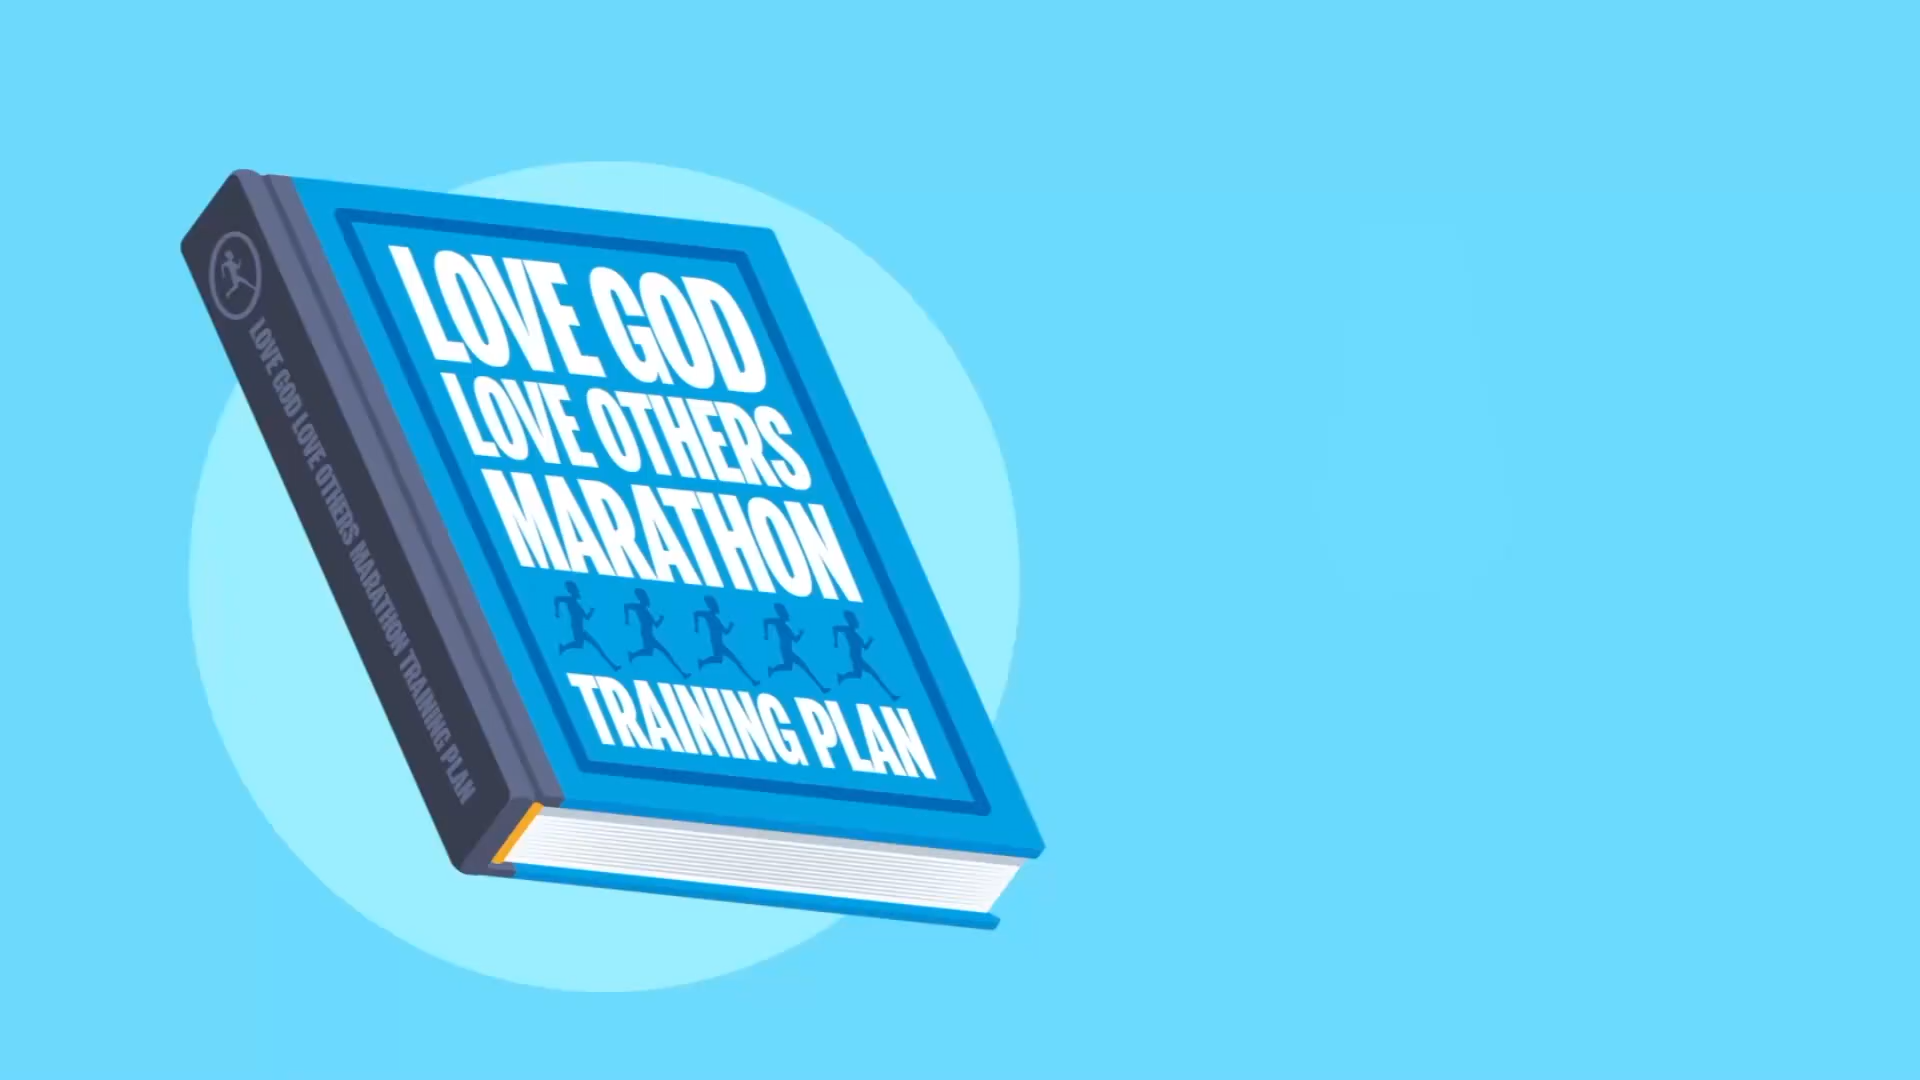 LOVE GOD
LOVE OTHERS
MARATHON
TRAINING PLAN
LOVE GOD LOVE OTHERS MARATHON TRAINING PLAN